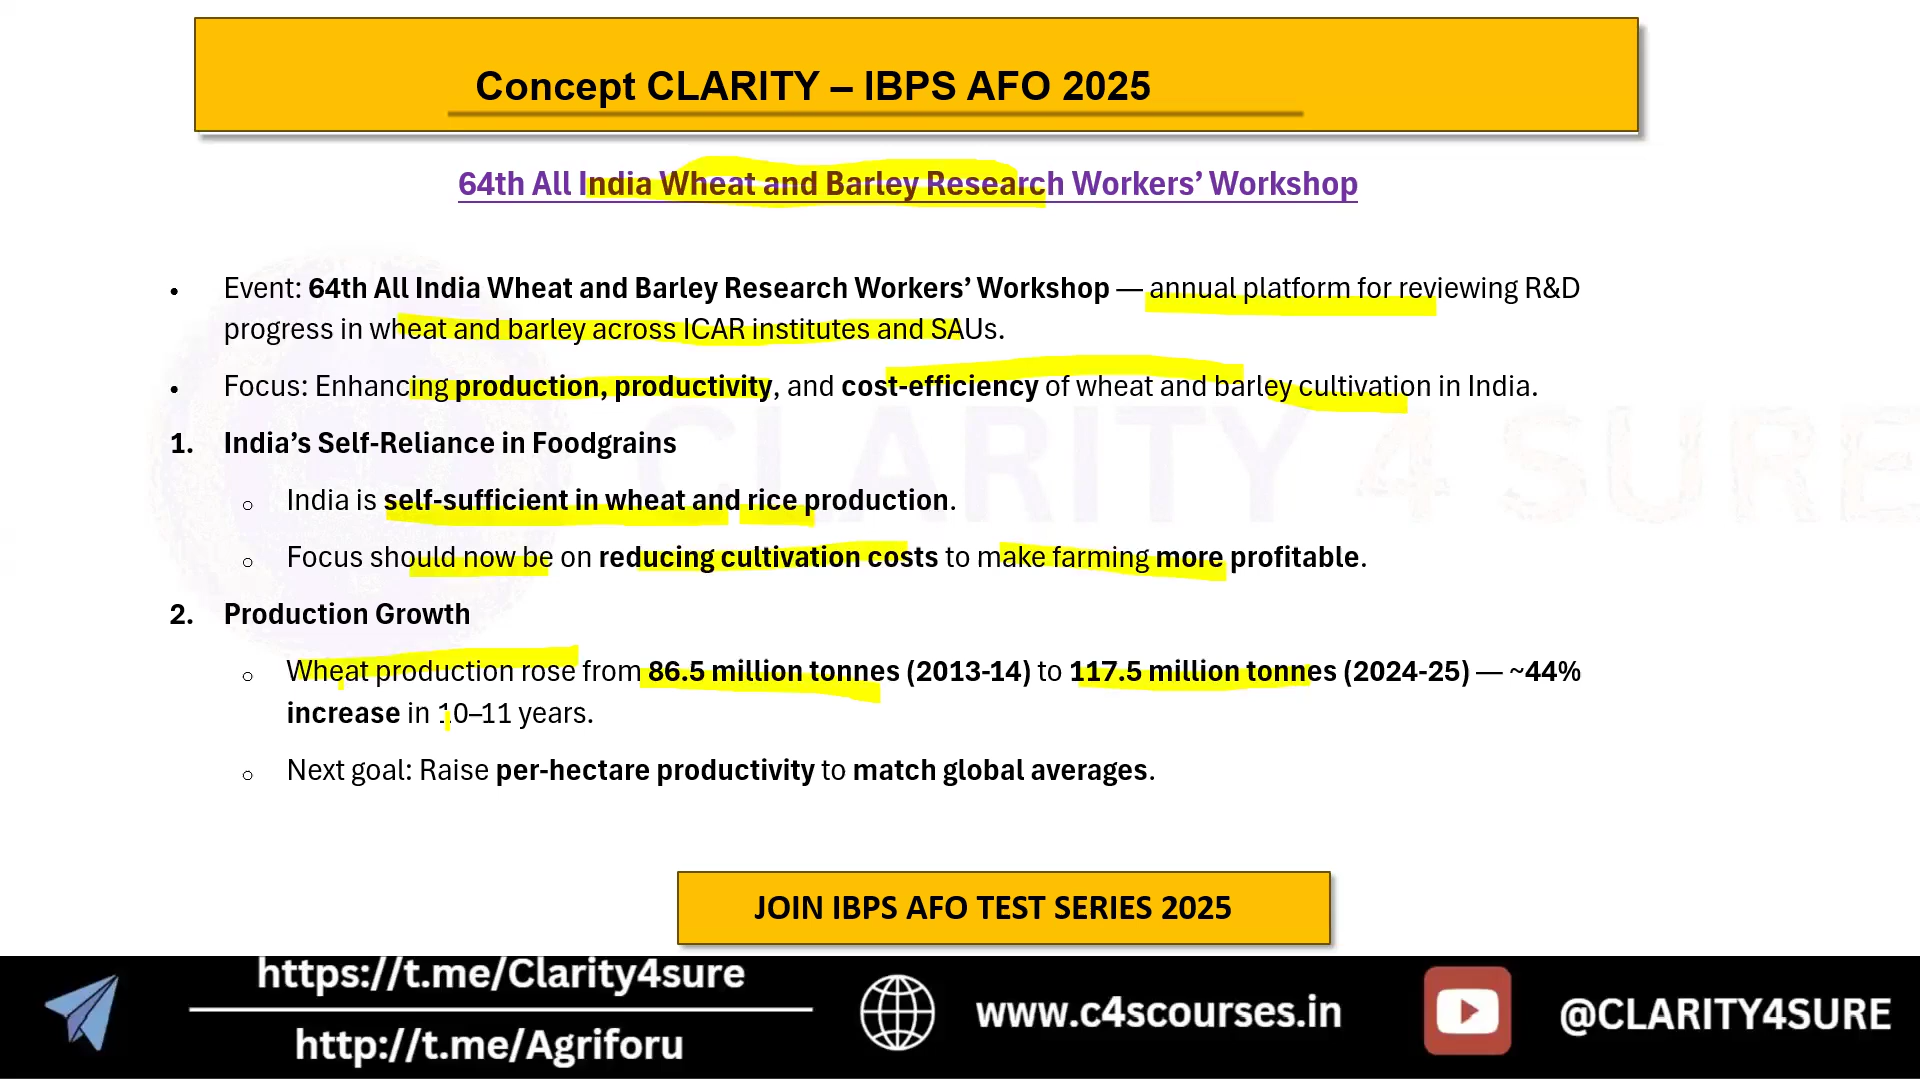 Concept CLARITY – IBPS AFO 2025
64th All India Wheat and Barley Research Workers’ Workshop
• Event: 64th All India Wheat and Barley Research Workers’ Workshop — annual platform for reviewing R&D
progress in wheat and barley across ICAR institutes and SAUs.
• Focus: Enhancing production, productivity, and cost-efficiency of wheat and barley cultivation in India.
1. India’s Self-Reliance in Foodgrains
○ India is self-sufficient in wheat and rice production.
○ Focus should now be on reducing cultivation costs to make farming more profitable.
2. Production Growth
○ Wheat production rose from 86.5 million tonnes (2013-14) to 117.5 million tonnes (2024-25) — ~44%
increase in 10–11 years.
○ Next goal: Raise per-hectare productivity to match global averages.
CLARITY 4 SURE
JOIN IBPS AFO TEST SERIES 2025
https://t.me/Clarity4sure
http://t.me/Agriforu
www.c4scourses.in
@CLARITY4SURE